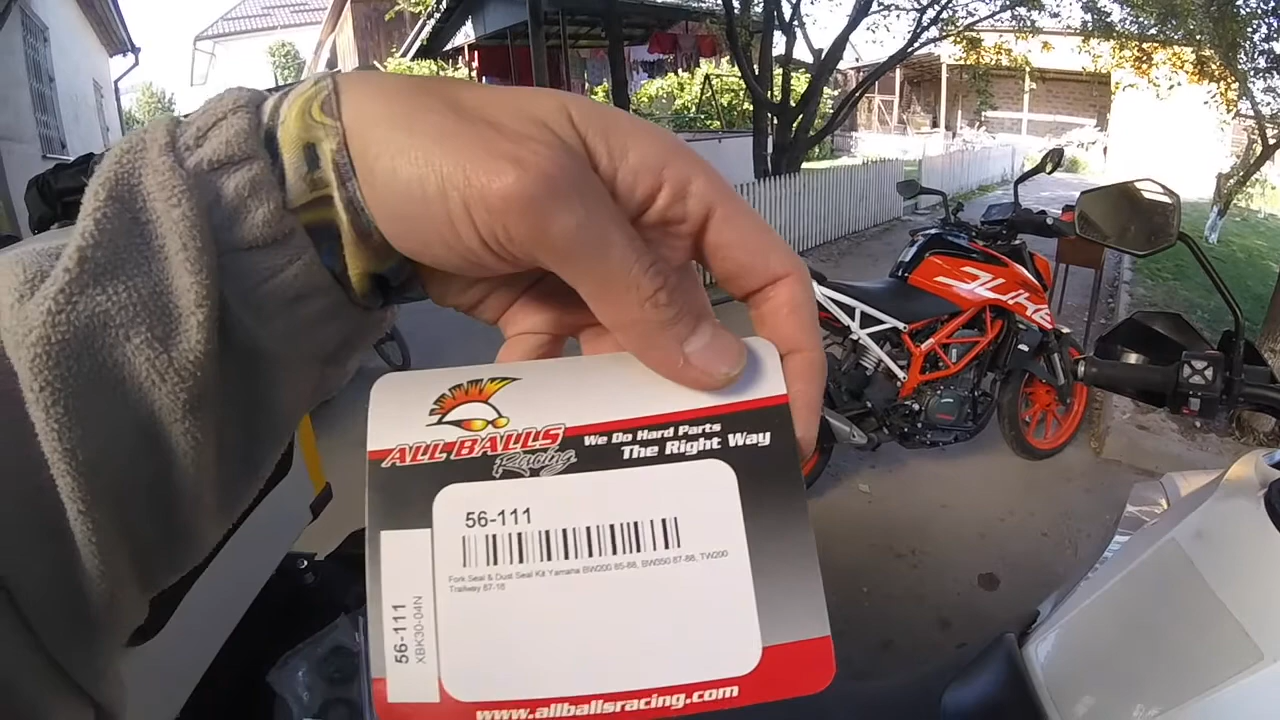 DUKE
ALL BALLS
Racing
We Do Hard Parts
The Right Way
56-111
Fork Seal & Dust Seal Kit Yamaha BW200 85-88, BW350 87-88, TW200
Trailway 87-18
56-111
XBK30-04N
www.allballsracing.com